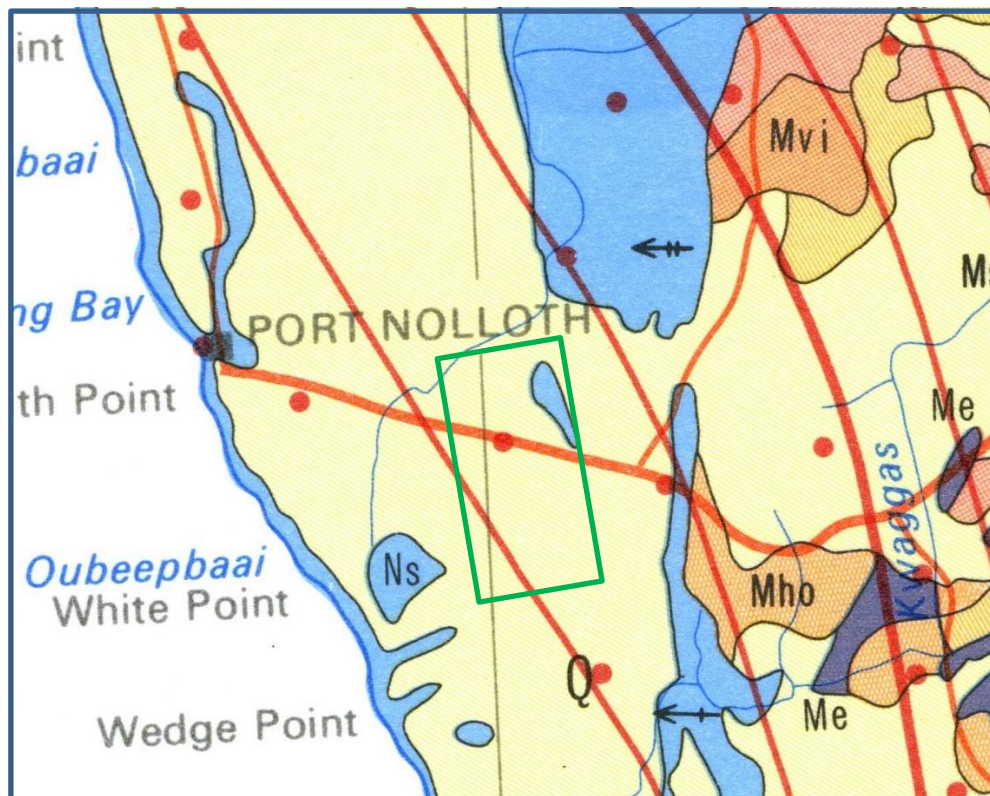 int
Mvi
baai
Ms
ng Bay
PORT NOLLOTH
th Point
Me
Kwaggas
Oubeepbaai
Ns
White Point
Mho
Q
Wedge Point
Me